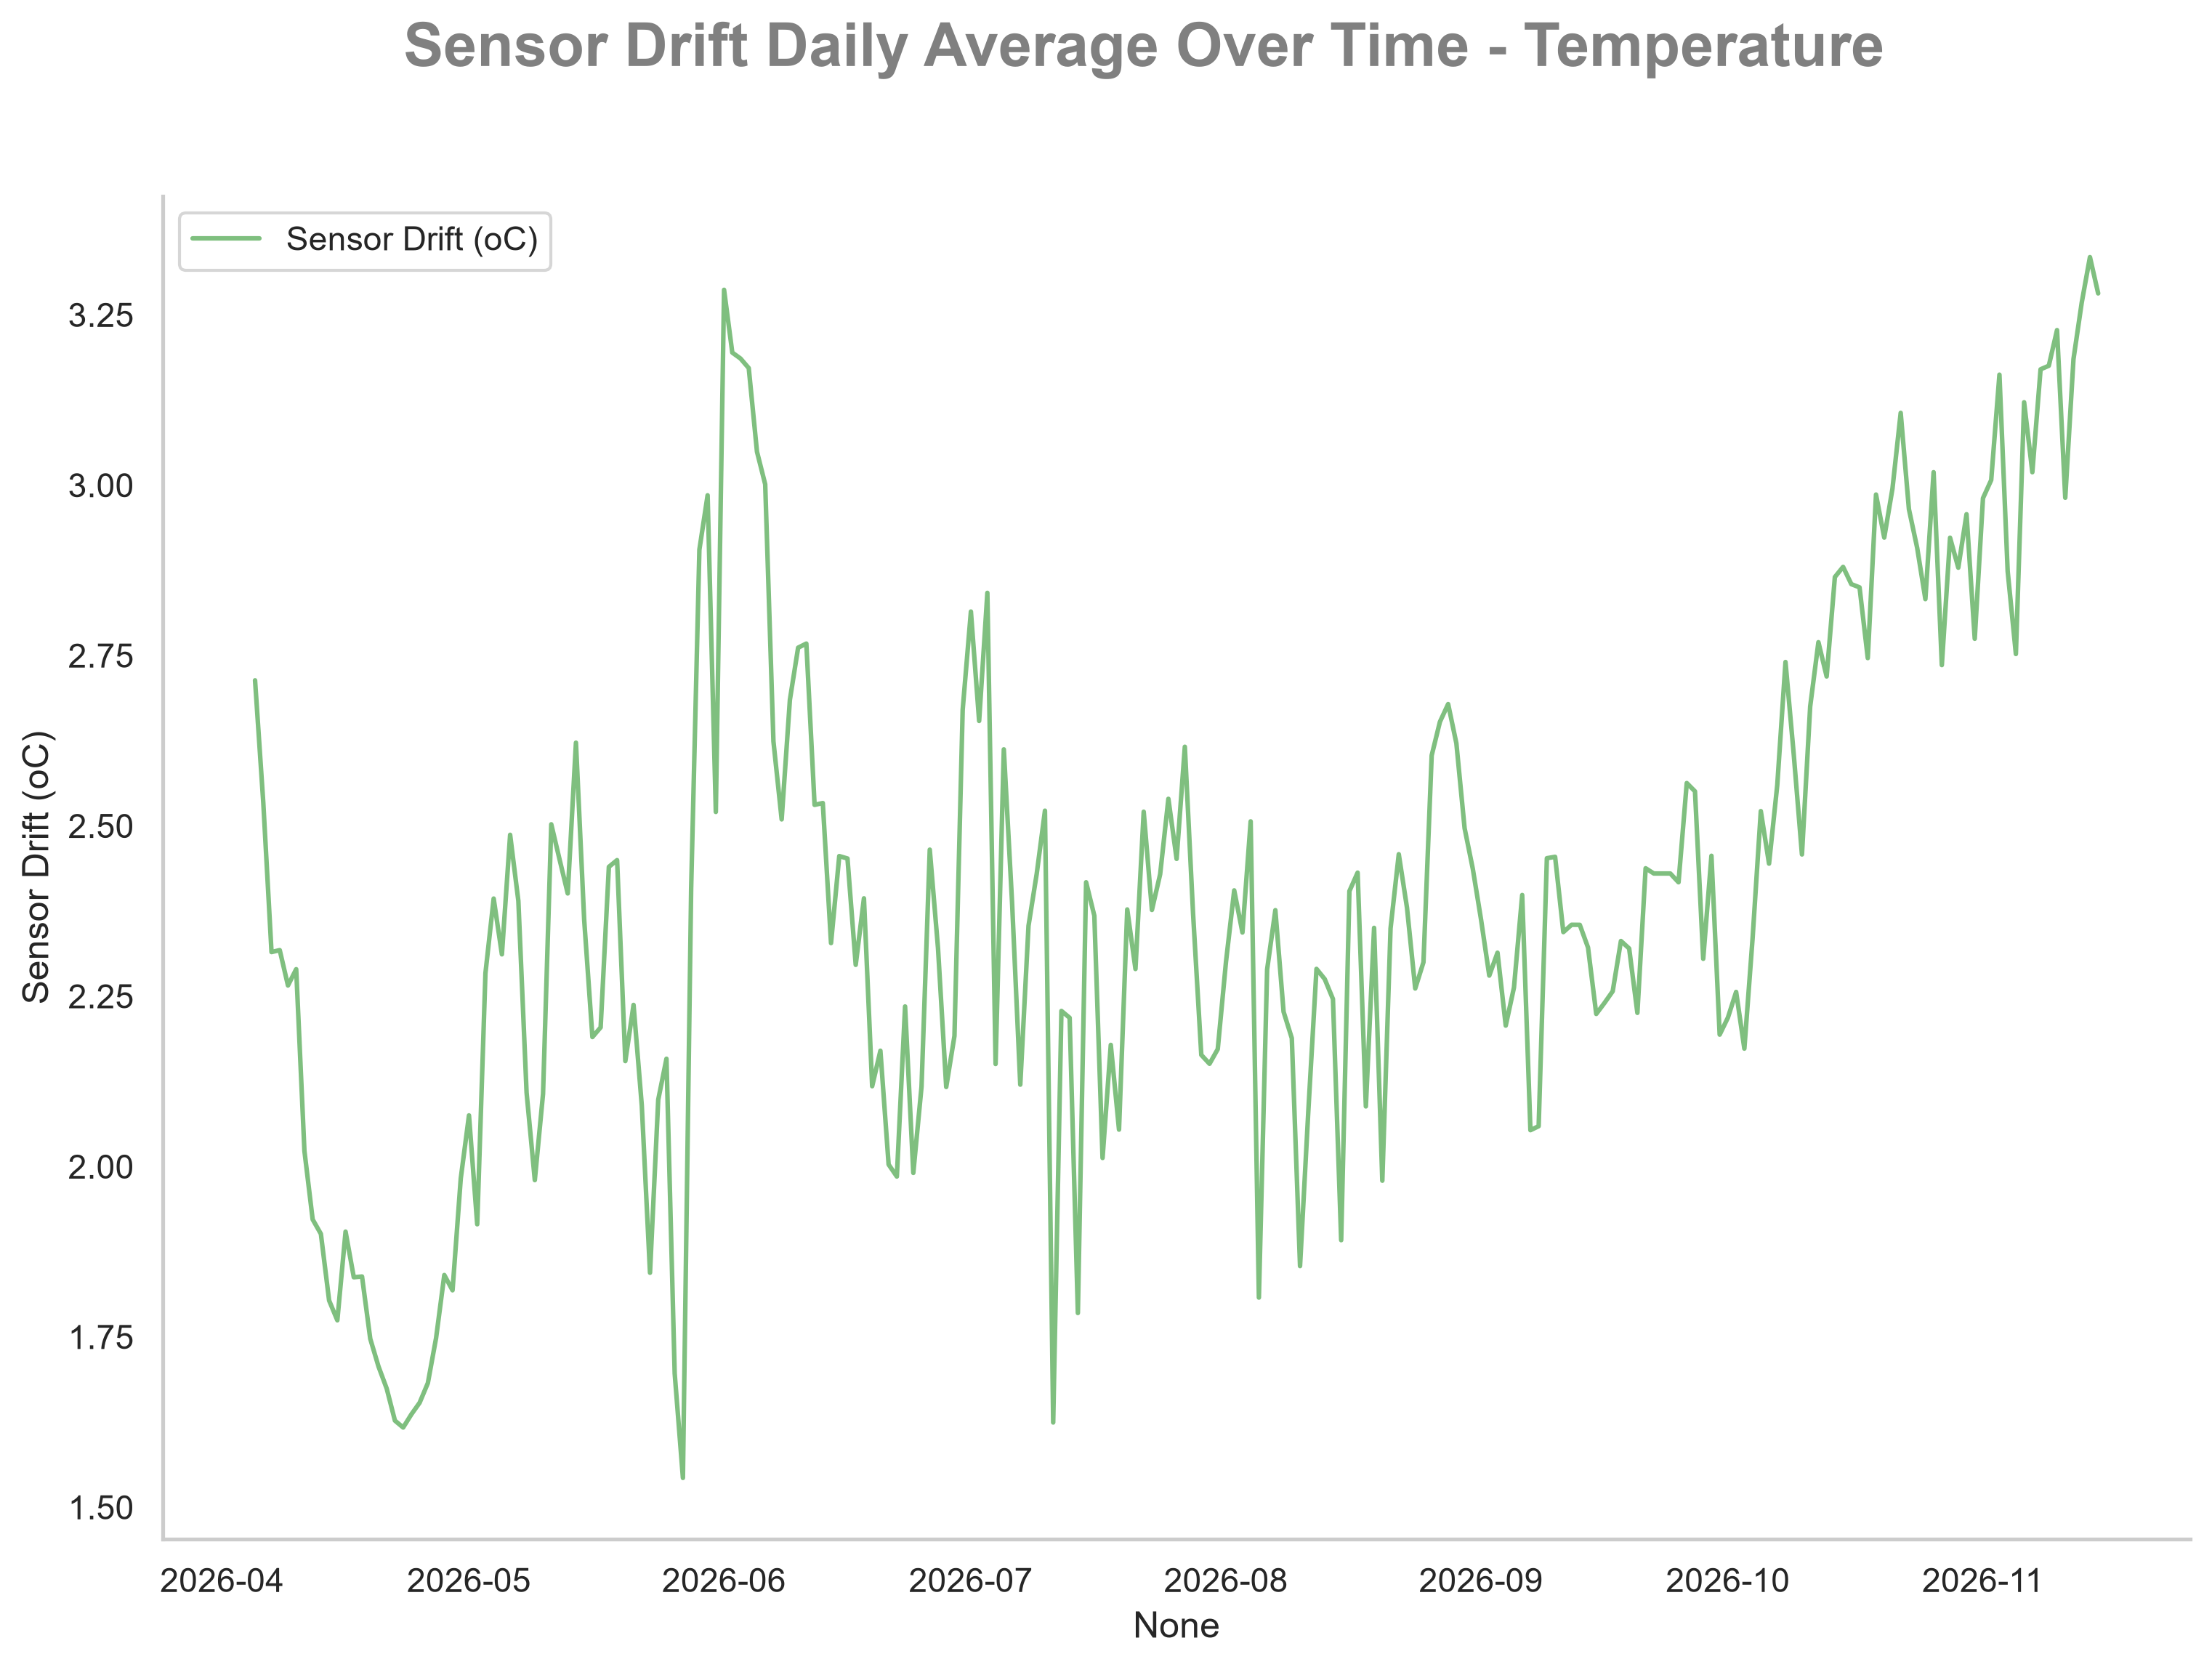 Sensor Drift Daily Average Over Time - Temperature
Sensor Drift (oC)
3.25
3.00
2.75
2.50
2.25
2.00
1.75
1.50
Sensor Drift (oC)
2026-04 2026-05 2026-06 2026-07 2026-08 2026-09 2026-10 2026-11
None